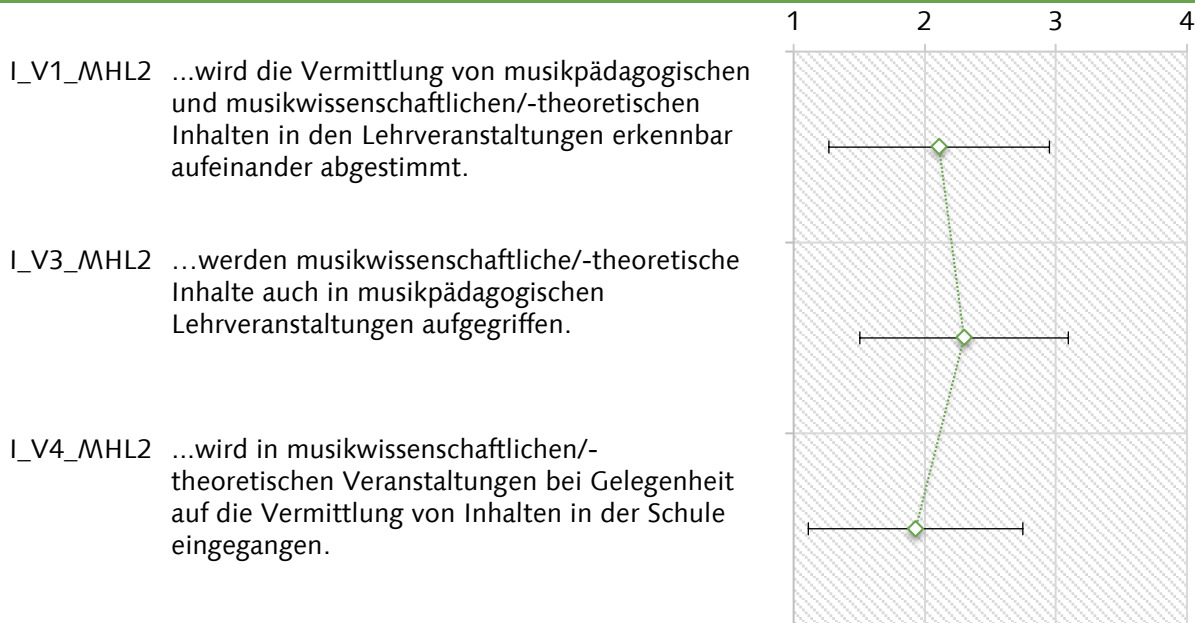 1 2 3 4
I_V1_MHL2 ...wird die Vermittlung von musikpädagogischen
und musikwissenschaftlichen/-theoretischen
Inhalten in den Lehrveranstaltungen erkennbar
aufeinander abgestimmt.
I_V3_MHL2 ...werden musikwissenschaftliche/-theoretische
Inhalte auch in musikpädagogischen
Lehrveranstaltungen aufgegriffen.
I_V4_MHL2 ...wird in musikwissenschaftlichen/-
theoretischen Veranstaltungen bei Gelegenheit
auf die Vermittlung von Inhalten in der Schule
eingegangen.